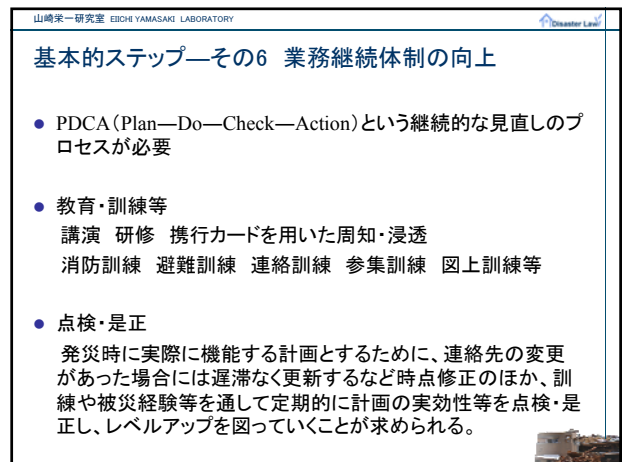 山崎栄一研究室 EIICHI YAMASAKI LABORATORY
Disaster Law
基本的ステップ―その6 業務継続体制の向上
● PDCA(Plan―Do―Check―Action)という継続的な見直しのプ
ロセスが必要
● 教育・訓練等
講演 研修 携行カードを用いた周知・浸透
消防訓練 避難訓練 連絡訓練 参集訓練 図上訓練等
● 点検・是正
発災時に実際に機能する計画とするために、連絡先の変更
があった場合には遅滞なく更新するなど時点修正のほか、訓
練や被災経験等を通して定期的に計画の実効性等を点検・是
正し、レベルアップを図っていくことが求められる。